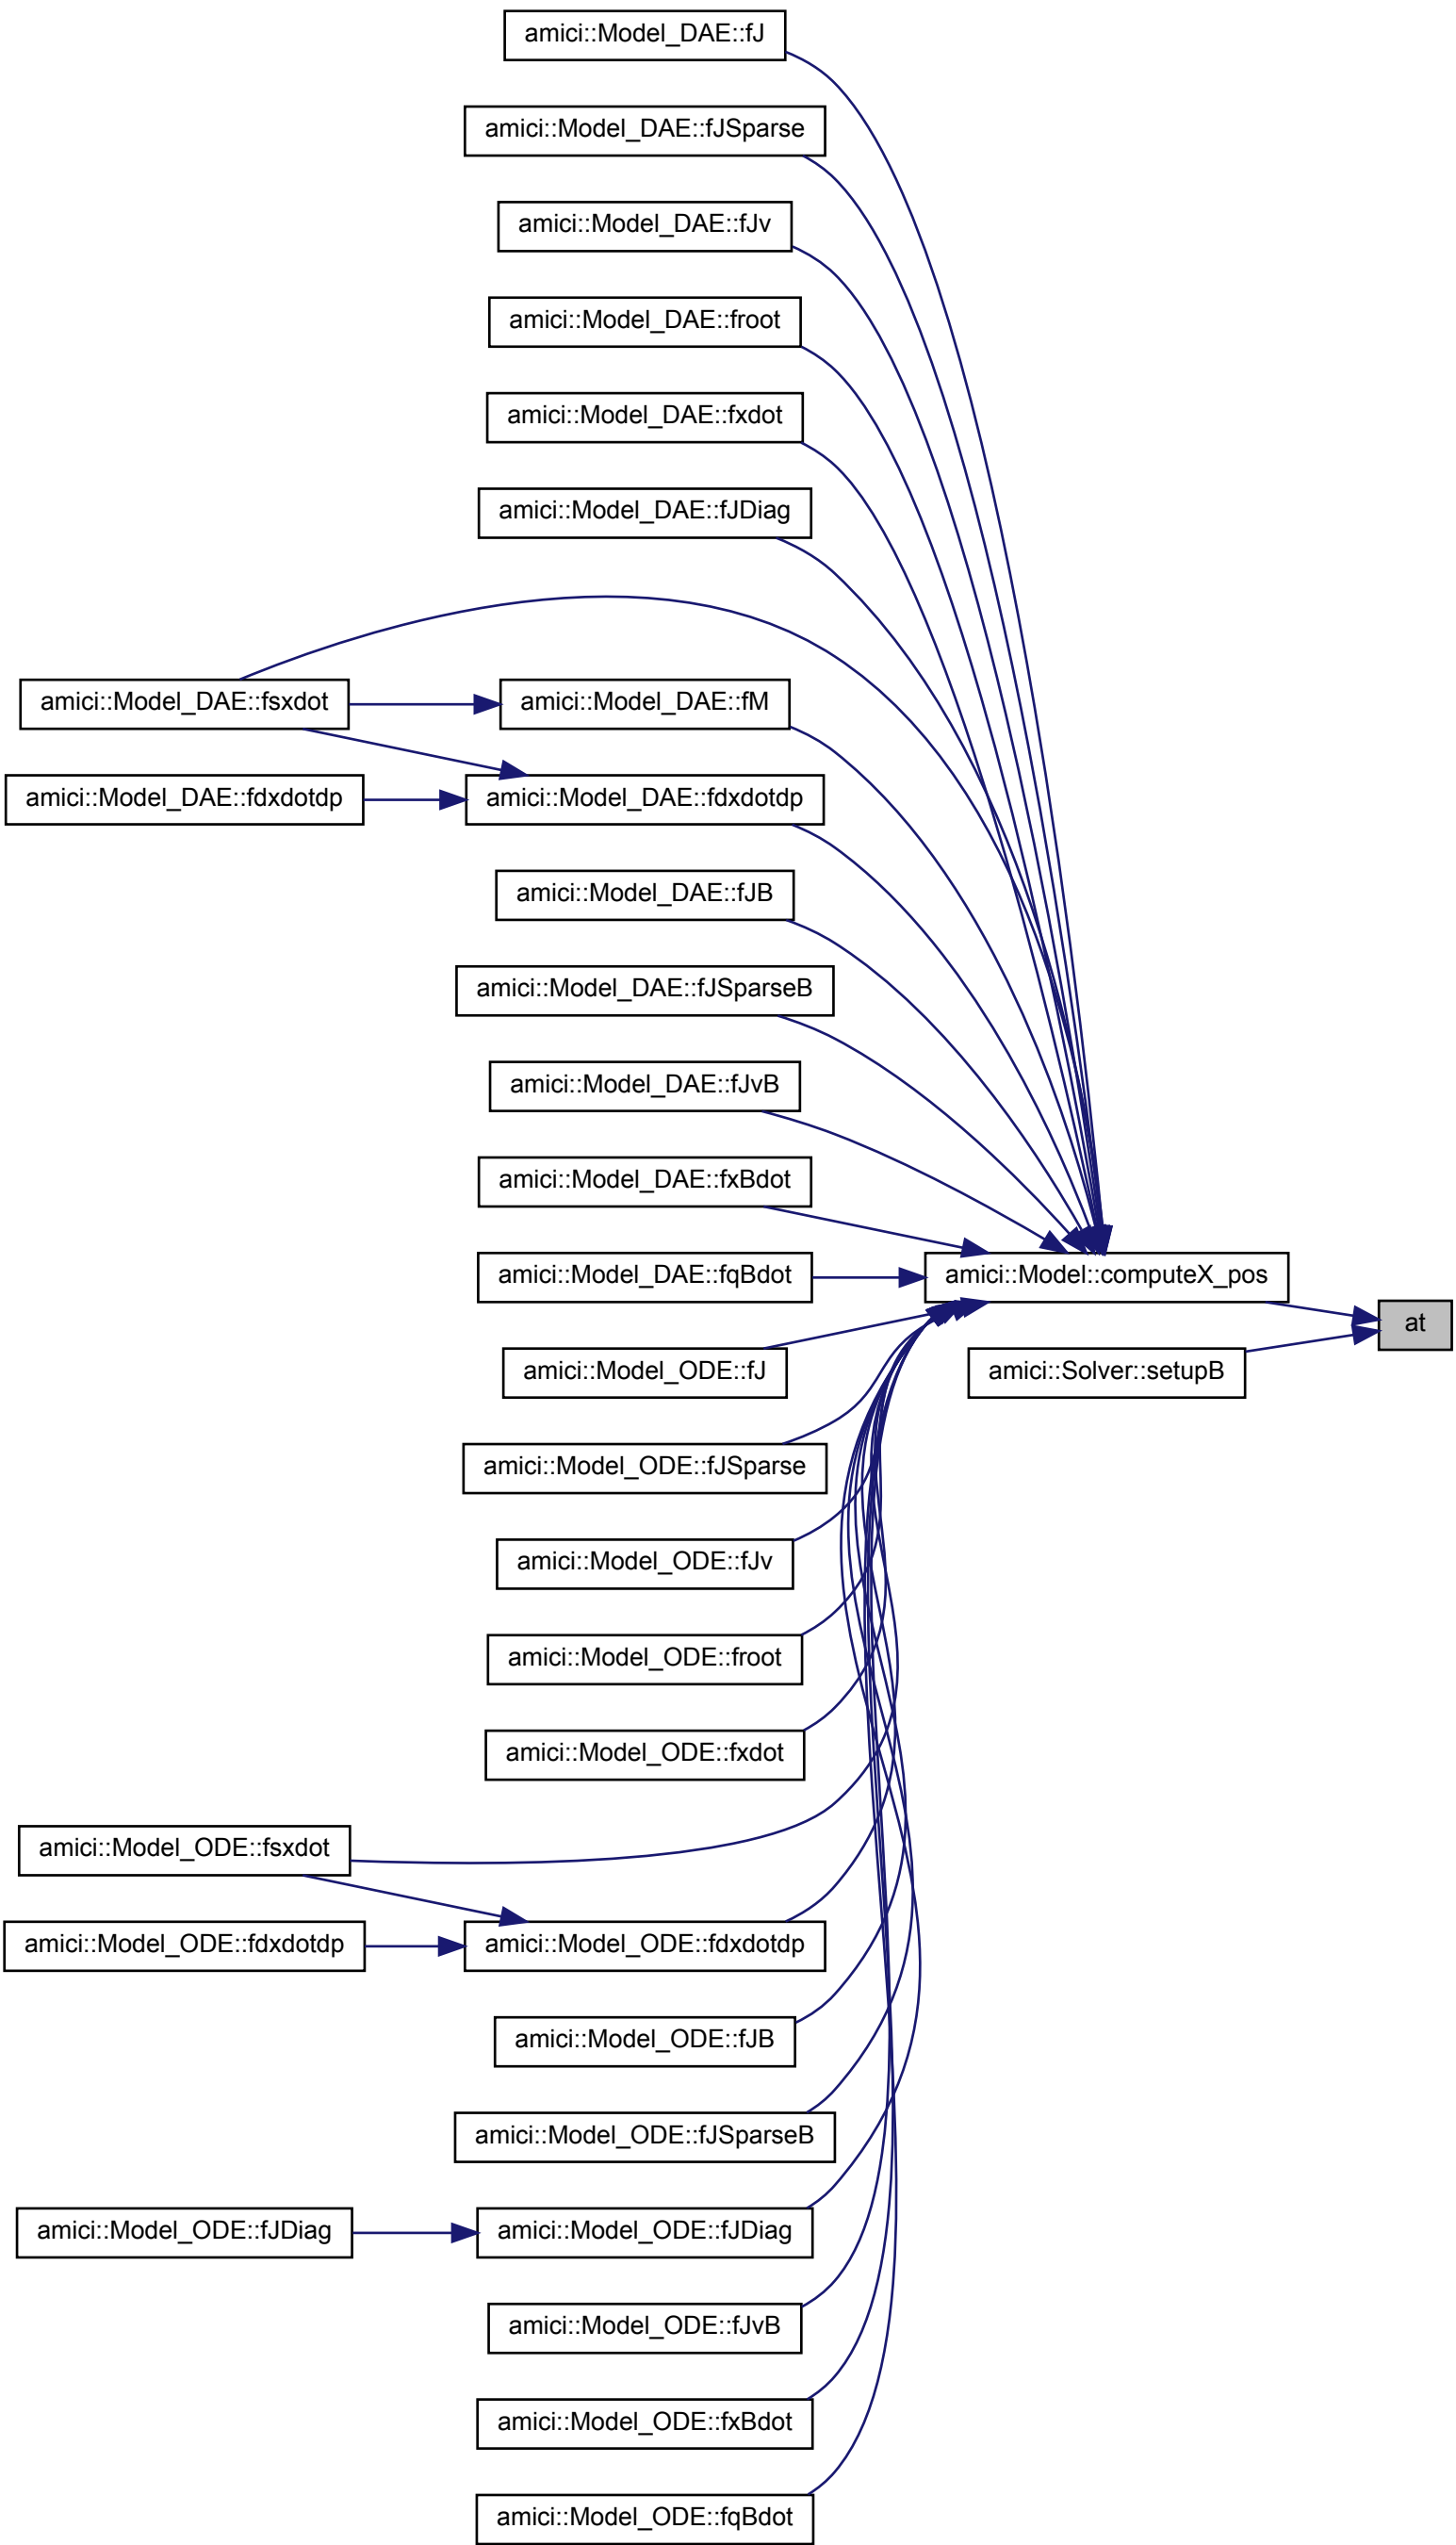 amici::Model_DAE::fJ
amici::Model_DAE::fJSparse
amici::Model_DAE::fJv
amici::Model_DAE::froot
amici::Model_DAE::fxdot
amici::Model_DAE::fJDiag
amici::Model_DAE::fsxdot
amici::Model_DAE::fM
amici::Model_DAE::fdxdotdp
amici::Model_DAE::fdxdotdp
amici::Model_DAE::fJB
amici::Model_DAE::fJSparseB
amici::Model_DAE::fJvB
amici::Model_DAE::fxBdot
amici::Model_DAE::fqBdot
amici::Model::computeX_pos
at
amici::Model_ODE::fJ
amici::Solver::setupB
amici::Model_ODE::fJSparse
amici::Model_ODE::fJv
amici::Model_ODE::froot
amici::Model_ODE::fxdot
amici::Model_ODE::fsxdot
amici::Model_ODE::fdxdotdp
amici::Model_ODE::fdxdotdp
amici::Model_ODE::fJB
amici::Model_ODE::fJSparseB
amici::Model_ODE::fJDiag
amici::Model_ODE::fJDiag
amici::Model_ODE::fJvB
amici::Model_ODE::fxBdot
amici::Model_ODE::fqBdot